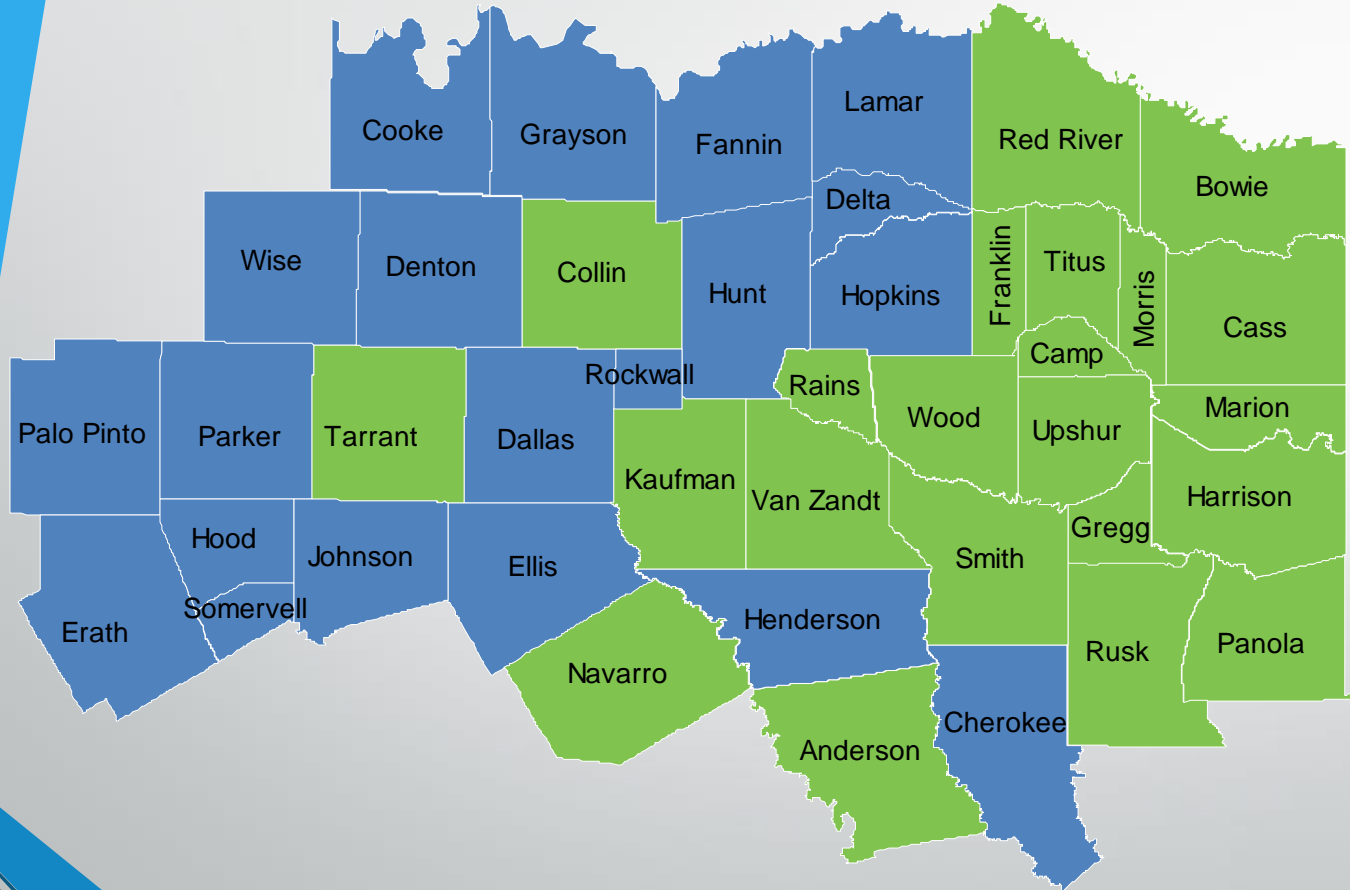 Cooke
Grayson
Fannin
Lamar
Red River
Bowie
Delta
Wise
Denton
Collin
Hunt
Hopkins
Franklin
Titus
Morris
Cass
Camp
Rockwall
Rains
Marion
Palo Pinto
Parker
Tarrant
Dallas
Wood
Upshur
Kaufman
Van Zandt
Harrison
Gregg
Hood
Johnson
Ellis
Smith
Somervell
Erath
Henderson
Rusk
Panola
Navarro
Cherokee
Anderson